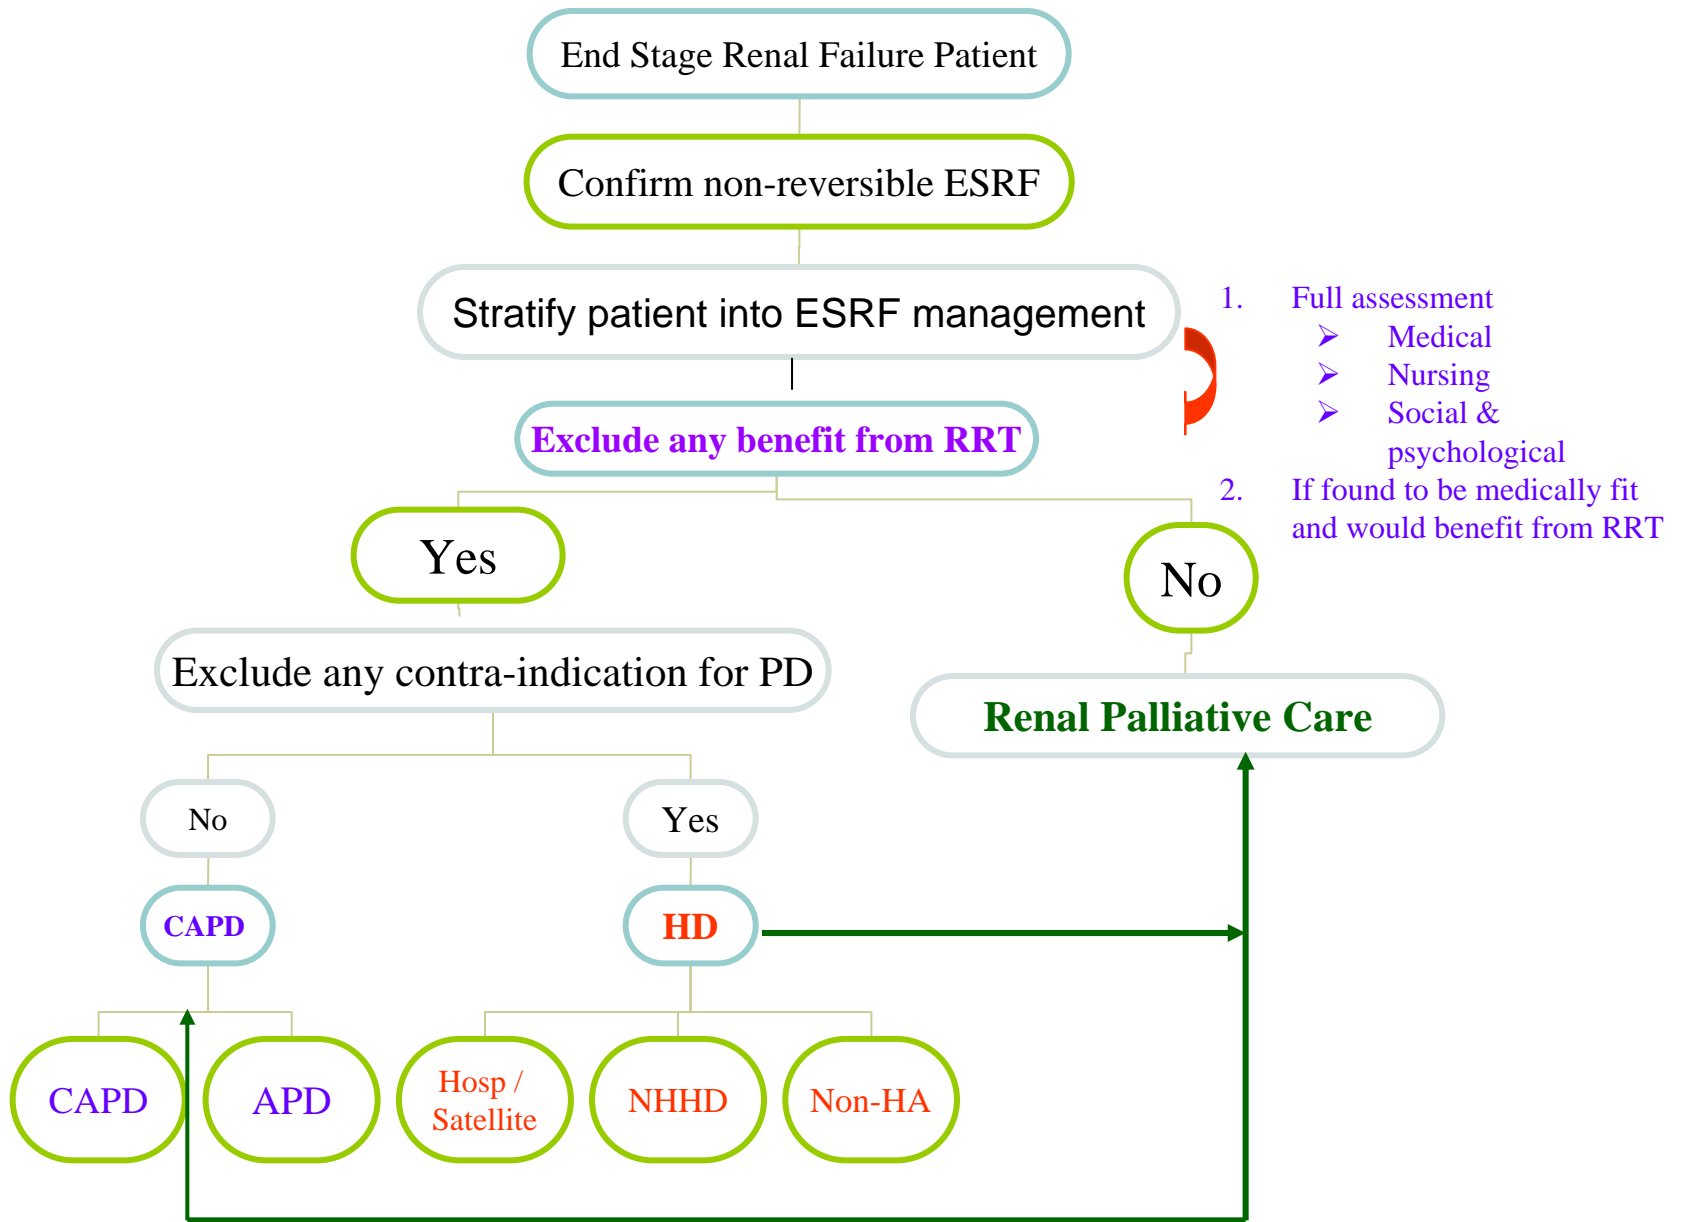 End Stage Renal Failure Patient
Confirm non-reversible ESRF
Stratify patient into ESRF management
1. Full assessment
➢ Medical
➢ Nursing
➢ Social &
psychological
2. If found to be medically fit
and would benefit from RRT
Exclude any benefit from RRT
Yes
No
Exclude any contra-indication for PD
Renal Palliative Care
No
Yes
CAPD
HD
CAPD
APD
Hosp /
Satellite
NHHD
Non-HA